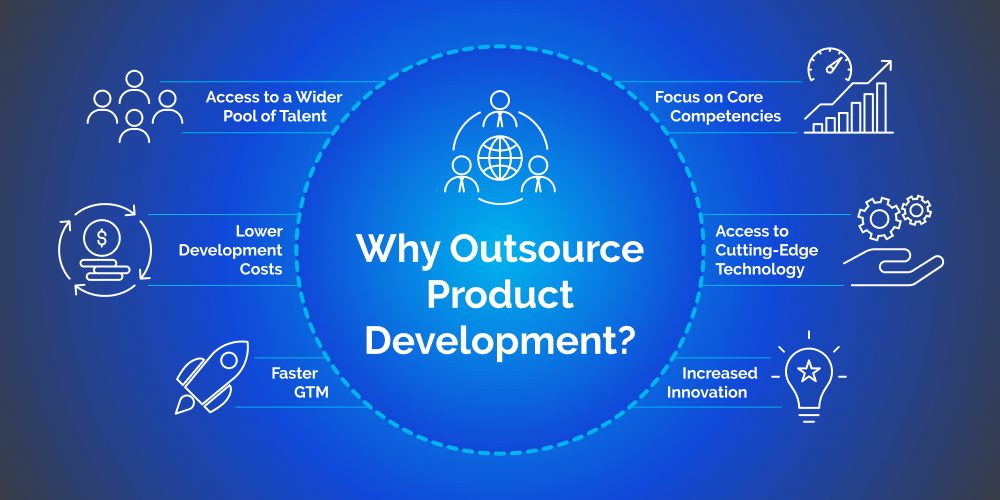 Why Outsource
Product
Development?
Access to a Wider
Pool of Talent
Lower
Development
Costs
$
Faster
GTM
Focus on Core
Competencies
Access to
Cutting-Edge
Technology
Increased
Innovation